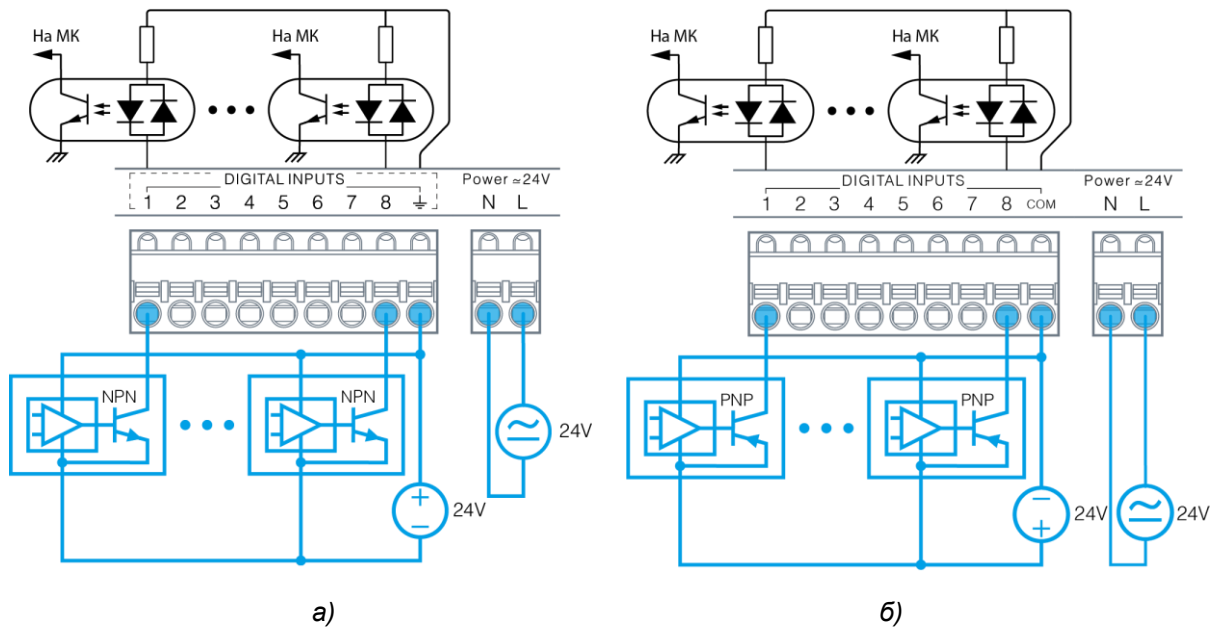 На МК На МК
DIGITAL INPUTS Power ≃24V
1 2 3 4 5 6 7 8 ⏚ N L
NPN NPN
24V
+
−
24V
а)
На МК На МК
DIGITAL INPUTS Power ≃24V
1 2 3 4 5 6 7 8 COM N L
PNP PNP
−
+
24V
24V
б)